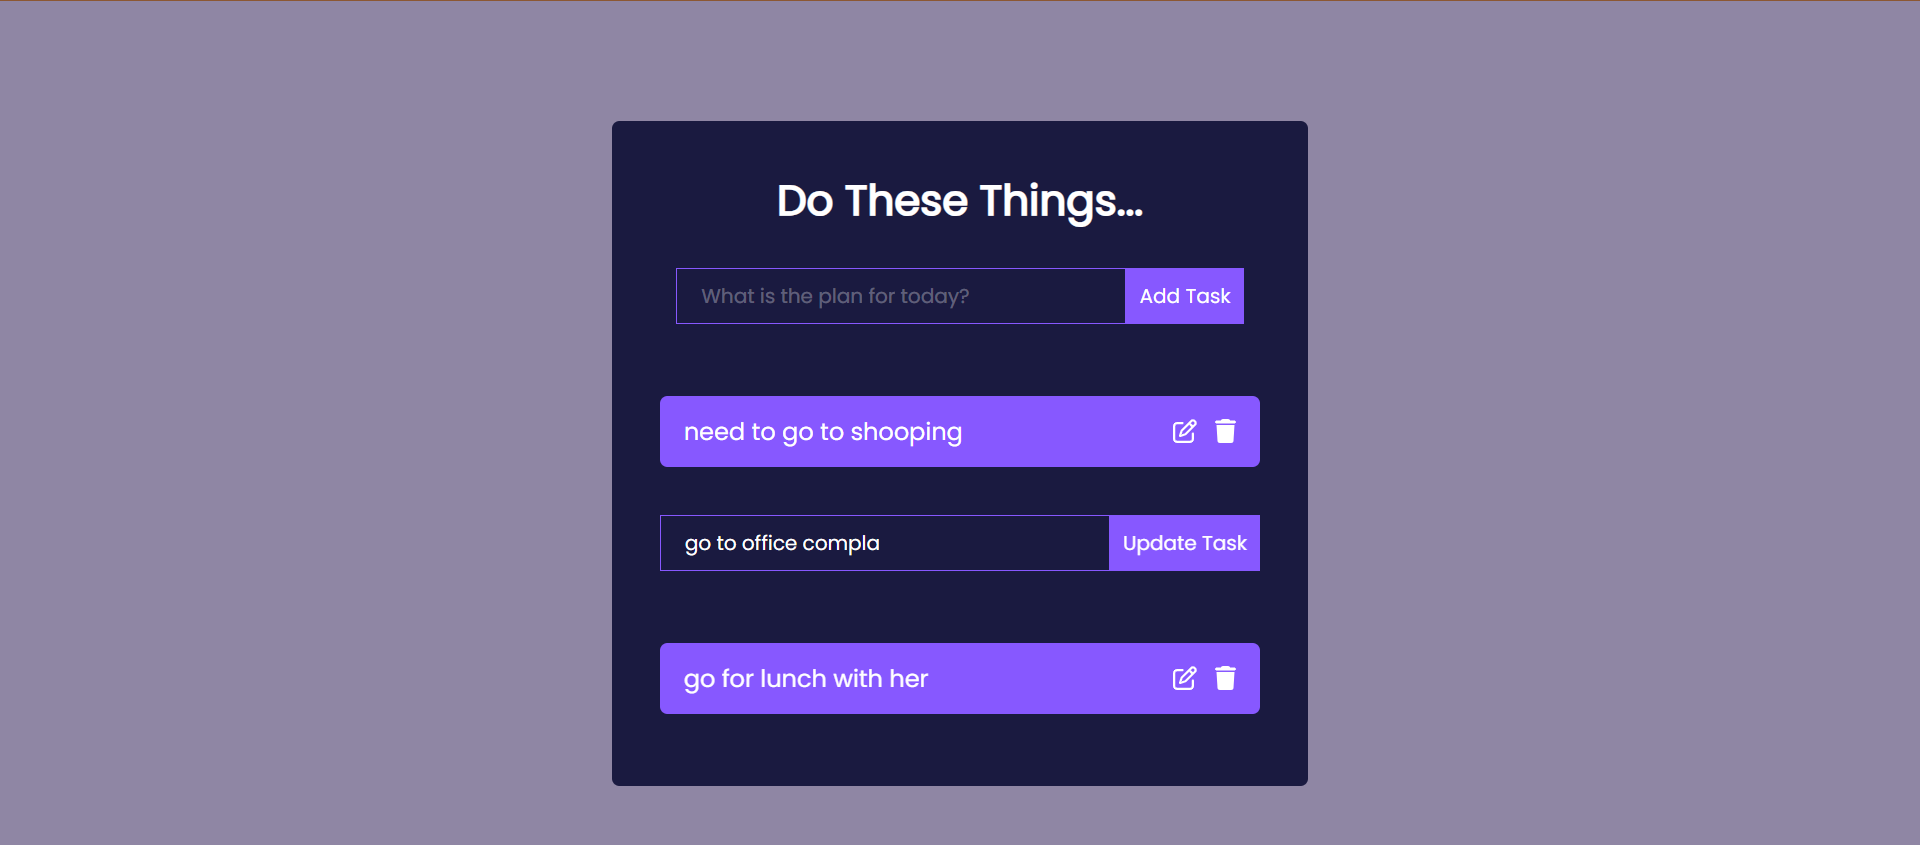 Do These Things...
What is the plan for today?
Add Task
need to go to shooping
go to office compla
Update Task
go for lunch with her